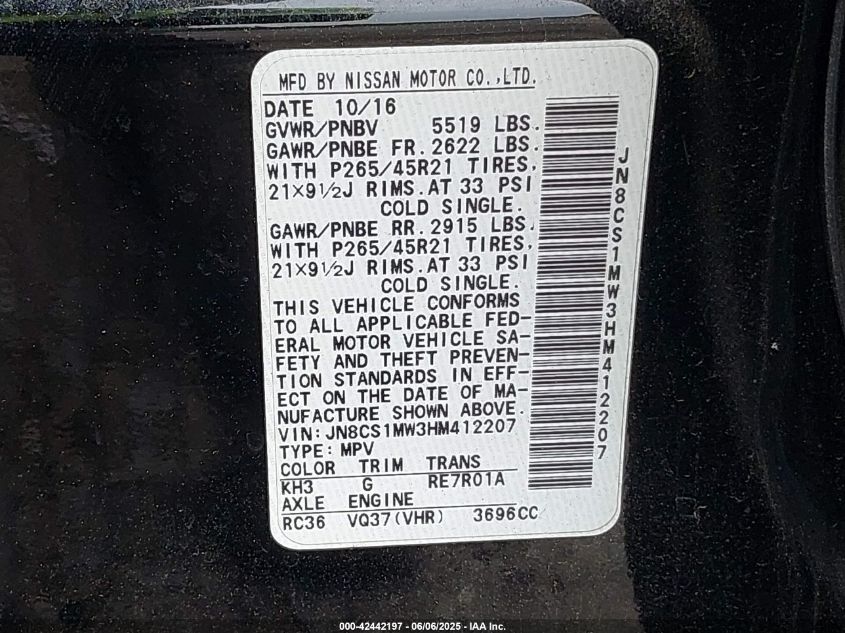 MFD BY NISSAN MOTOR CO.,LTD.
DATE 10/16
GVWR/PNBV 5519 LBS.
GAWR/PNBE FR. 2622 LBS.
WITH P265/45R21 TIRES,
21×9½J RIMS. AT 33 PSI
COLD SINGLE.
GAWR/PNBE RR. 2915 LBS.
WITH P265/45R21 TIRES,
21×9½J RIMS. AT 33 PSI
COLD SINGLE.
THIS VEHICLE CONFORMS
TO ALL APPLICABLE FED-
ERAL MOTOR VEHICLE SA-
FETY AND THEFT PREVEN-
TION STANDARDS IN EFF-
ECT ON THE DATE OF MA-
NUFACTURE SHOWN ABOVE.
VIN:JN8CS1MW3HM412207
TYPE: MPV
COLOR TRIM TRANS
KH3 G RE7R01A
AXLE ENGINE
RC36 VQ37(VHR) 3696CC
JN8CS1MW3HM412207
000-42442197 - 06/06/2025 - IAA Inc.